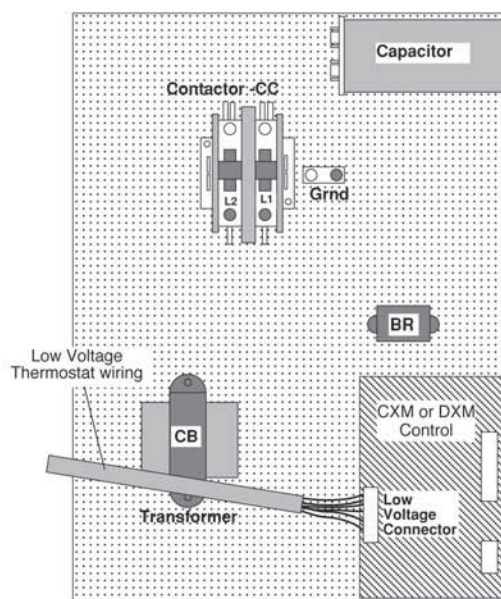 Capacitor
Contactor -CC
L2
L1
Grnd
BR
Low Voltage
Thermostat wiring
CXM or DXM
Control
CB
Low
Voltage
Connector
Transformer